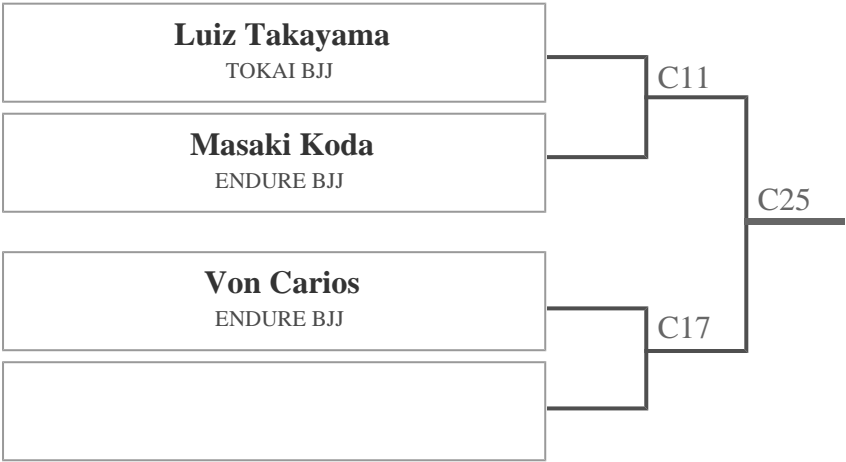 Luiz Takayama
TOKAI BJJ
C11
Masaki Koda
ENDURE BJJ
C25
Von Carios
ENDURE BJJ
C17